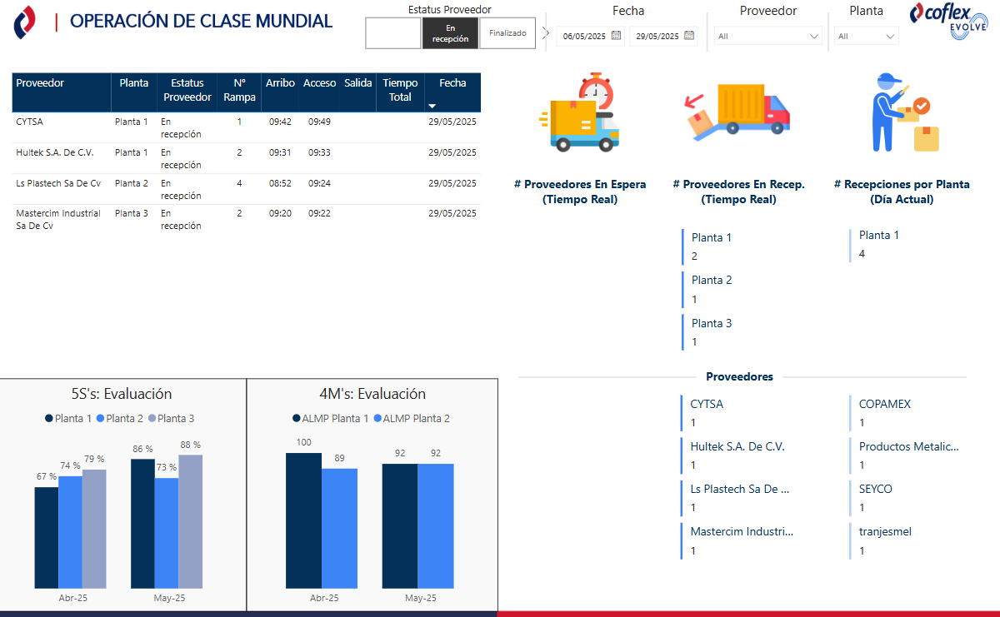 OPERACIÓN DE CLASE MUNDIAL
Estatus Proveedor
En
recepción
Finalizado
Fecha
06/05/2025
29/05/2025
Proveedor
All
Planta
All
coflex
EVOLVE
Proveedor Planta Estatus Proveedor N° Rampa Arribo Acceso Salida Tiempo Total Fecha
CYTSA Planta 1 En recepción 1 09:42 09:49 29/05/2025
Hultek S.A. De C.V. Planta 1 En recepción 2 09:31 09:33 29/05/2025
Ls Plastech Sa De Cv Planta 2 En recepción 4 08:52 09:24 29/05/2025
Mastercim Industrial Sa De Cv Planta 3 En recepción 2 09:20 09:22 29/05/2025
# Proveedores En Espera
(Tiempo Real)
# Proveedores En Recep.
(Tiempo Real)
Planta 1
2
Planta 2
1
Planta 3
1
# Recepciones por Planta
(Día Actual)
Planta 1
4
5S's: Evaluación
Planta 1 Planta 2 Planta 3
67 % 74 % 79 % 86 % 73 % 88 %
Abr-25 May-25
4M's: Evaluación
ALMP Planta 1 ALMP Planta 2
100 89 92 92
Abr-25 May-25
Proveedores
CYTSA
1
Hultek S.A. De C.V.
1
Ls Plastech Sa De ...
1
Mastercim Industri...
1
COPAMEX
1
Productos Metalic...
1
SEYCO
1
tranjesmel
1